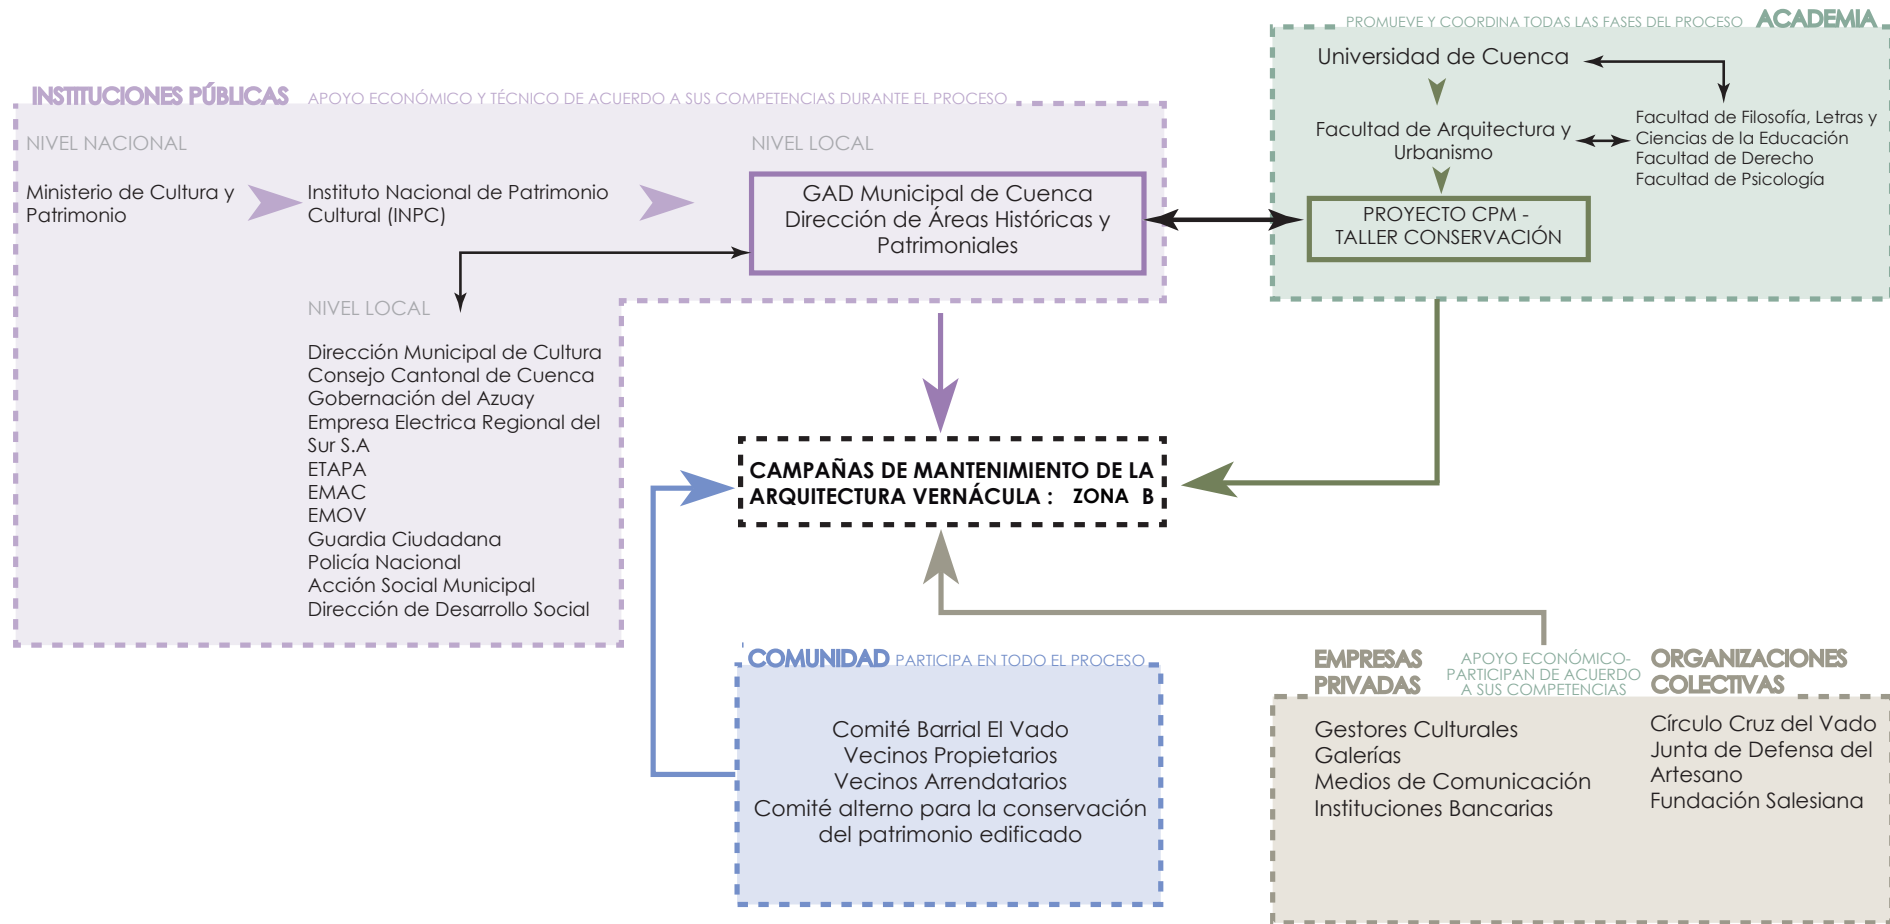 INSTITUCIONES PÚBLICAS APOYO ECONÓMICO Y TÉCNICO DE ACUERDO A SUS COMPETENCIAS DURANTE EL PROCESO
NIVEL NACIONAL
Ministerio de Cultura y
Patrimonio
Instituto Nacional de Patrimonio
Cultural (INPC)
NIVEL LOCAL
GAD Municipal de Cuenca
Dirección de Áreas Históricas y
Patrimoniales
NIVEL LOCAL
Dirección Municipal de Cultura
Consejo Cantonal de Cuenca
Gobernación del Azuay
Empresa Electrica Regional del
Sur S.A
ETAPA
EMAC
EMOV
Guardia Ciudadana
Policía Nacional
Acción Social Municipal
Dirección de Desarrollo Social
PROMUEVE Y COORDINA TODAS LAS FASES DEL PROCESO ACADEMIA
Universidad de Cuenca
Facultad de Arquitectura y
Urbanismo
Facultad de Filosofía, Letras y
Ciencias de la Educación
Facultad de Derecho
Facultad de Psicología
PROYECTO CPM -
TALLER CONSERVACIÓN
CAMPAÑAS DE MANTENIMIENTO DE LA
ARQUITECTURA VERNÁCULA : ZONA B
COMUNIDAD PARTICIPA EN TODO EL PROCESO
Comité Barrial El Vado
Vecinos Propietarios
Vecinos Arrendatarios
Comité alterno para la conservación
del patrimonio edificado
EMPRESAS
PRIVADAS
APOYO ECONÓMICO-
PARTICIPAN DE ACUERDO
A SUS COMPETENCIAS
ORGANIZACIONES
COLECTIVAS
Gestores Culturales
Galerías
Medios de Comunicación
Instituciones Bancarias
Círculo Cruz del Vado
Junta de Defensa del
Artesano
Fundación Salesiana